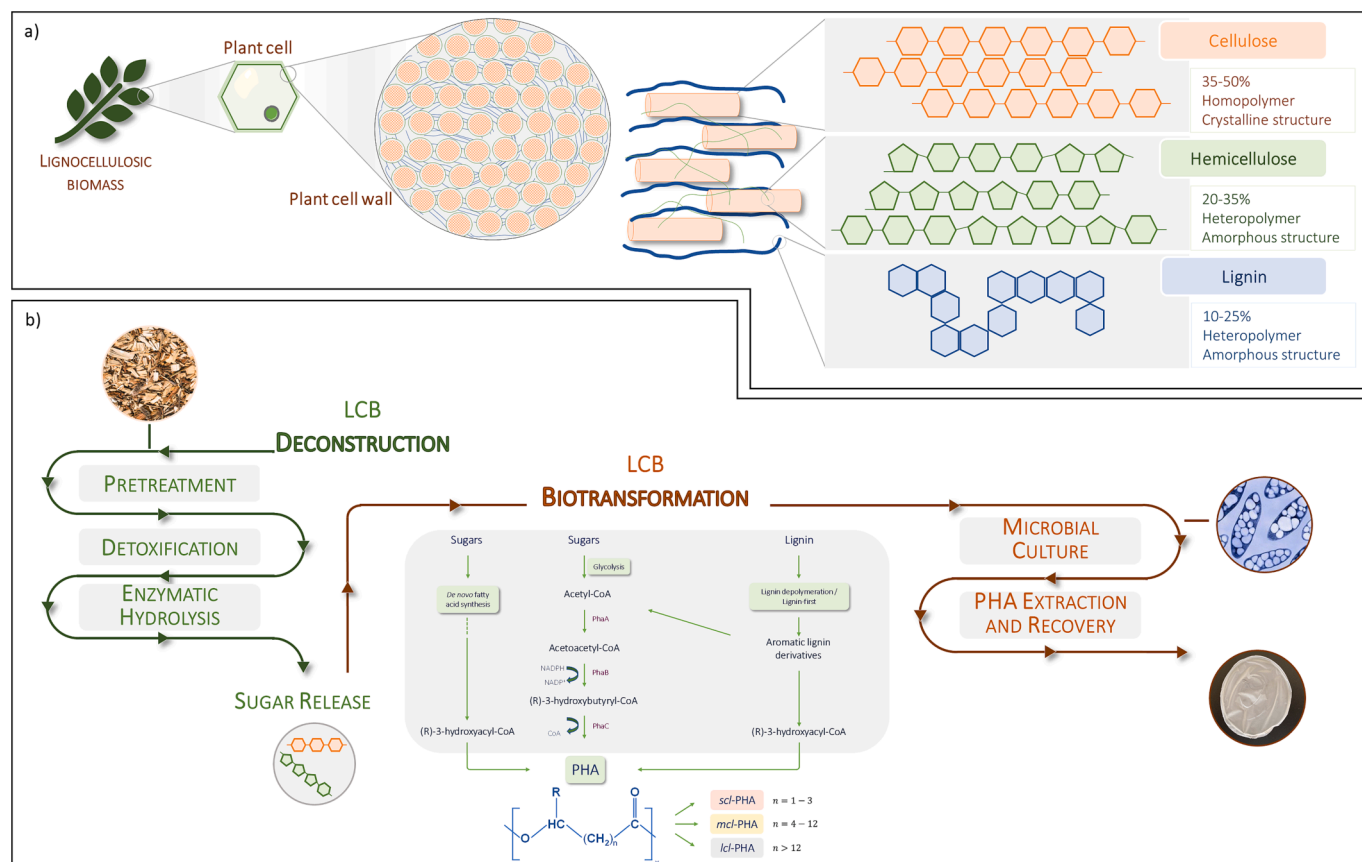 a)
Plant cell
LIGNOCELLULOSIC
BIOMASS
Plant cell wall
Cellulose
35-50%
Homopolymer
Crystalline structure
Hemicellulose
20-35%
Heteropolymer
Amorphous structure
Lignin
10-25%
Heteropolymer
Amorphous structure
b)
LCB
DECONSTRUCTION
PRETREATMENT
DETOXIFICATION
ENZYMATIC
HYDROLYSIS
SUGAR RELEASE
LCB
BIOTRANSFORMATION
Sugars
De novo fatty
acid synthesis
(R)-3-hydroxyacyl-CoA
Sugars
Glycolysis
Acetyl-CoA
PhaA
Acetoacetyl-CoA
NADPH
NADP⁺
PhaB
(R)-3-hydroxybutyryl-CoA
CoA
PhaC
Lignin
Lignin depolymeration /
Lignin-first
Aromatic lignin
derivatives
(R)-3-hydroxyacyl-CoA
PHA
R
O
O
HC
(CH₂)ₙ
C
scl-PHA n = 1 − 3
mcl-PHA n = 4 − 12
lcl-PHA n > 12
MICROBIAL
CULTURE
PHA EXTRACTION
AND RECOVERY